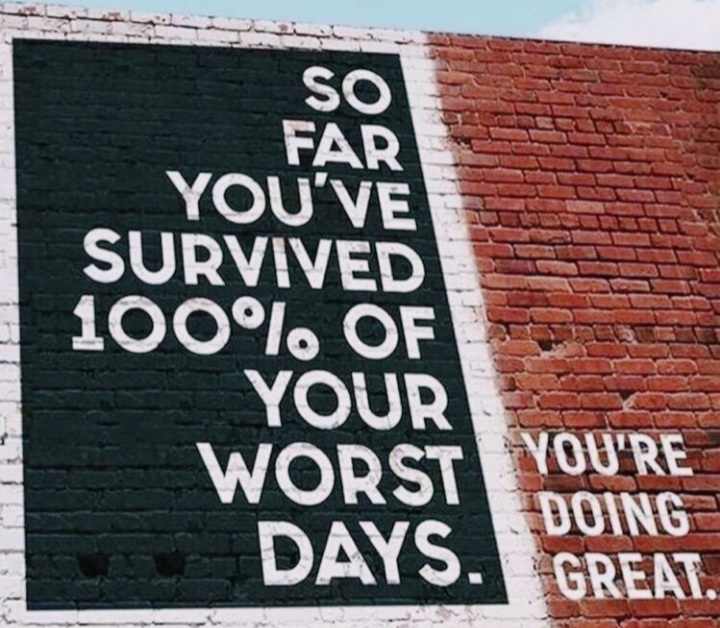 SO
FAR
YOU'VE
SURVIVED
100% OF
YOUR
WORST
DAYS.
YOU'RE
DOING
GREAT.